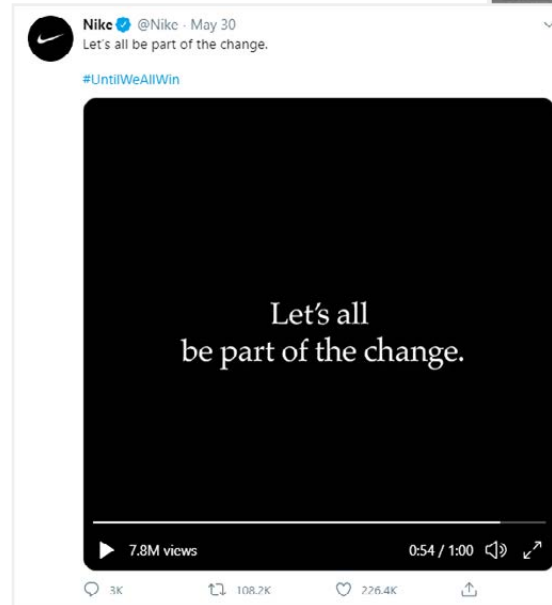 Nike @Nike · May 30
Let's all be part of the change.
#UntilWeAllWin
Let's all
be part of the change.
7.8M views 0:54 / 1:00
3K 108.2K 226.4K